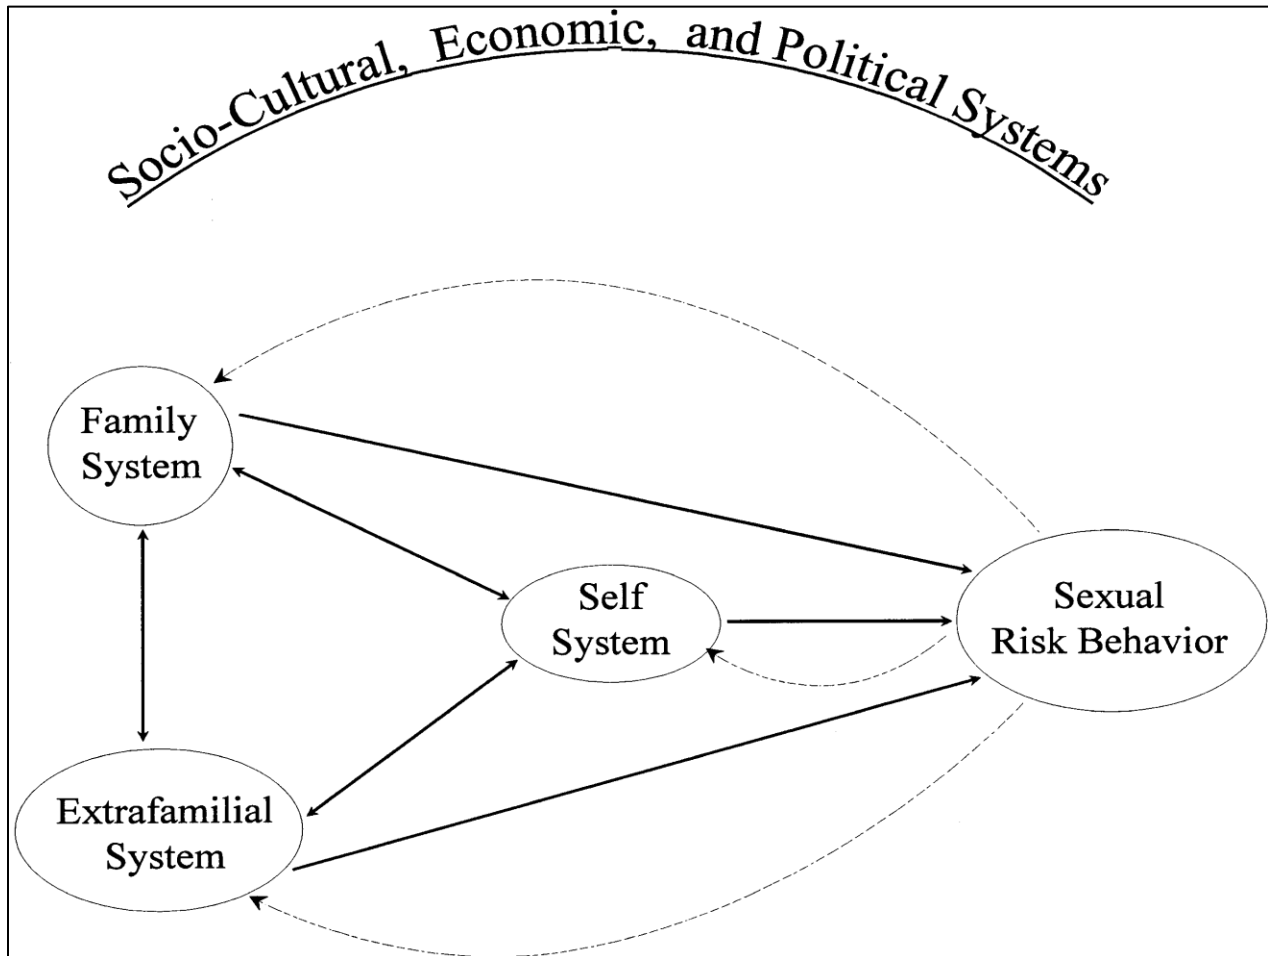 Socio-Cultural, Economic, and Political Systems
Family
System
Self
System
Sexual
Risk Behavior
Extrafamilial
System